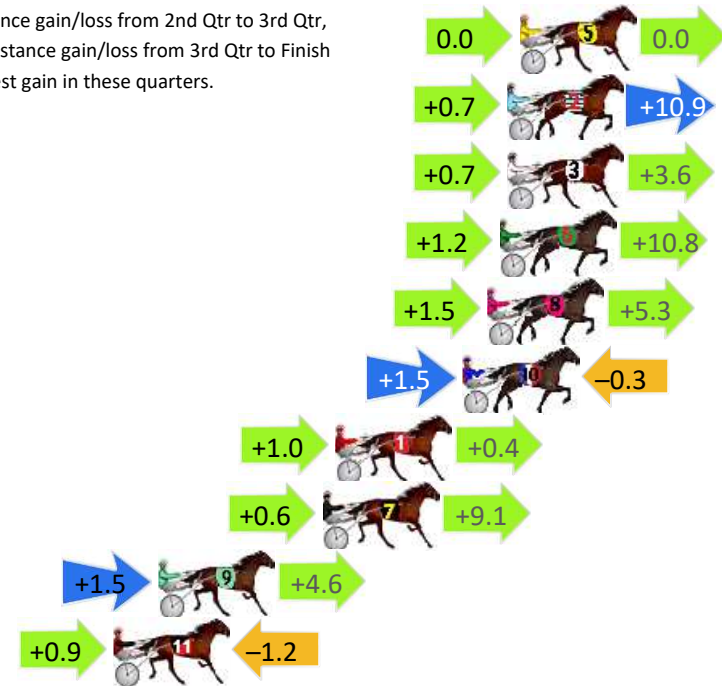 nce gain/loss from 2nd Qtr to 3rd Qtr,
stance gain/loss from 3rd Qtr to Finish
st gain in these quarters.
0.0 5 0.0
+0.7 2 +10.9
+0.7 3 +3.6
+1.2 6 +10.8
+1.5 8 +5.3
+1.5 10 –0.3
+1.0 1 +0.4
+0.6 7 +9.1
+1.5 9 +4.6
+0.9 11 –1.2